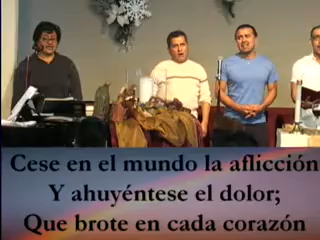 Cese en el mundo la aflicción
Y ahuyéntese el dolor;
Que brote en cada corazón